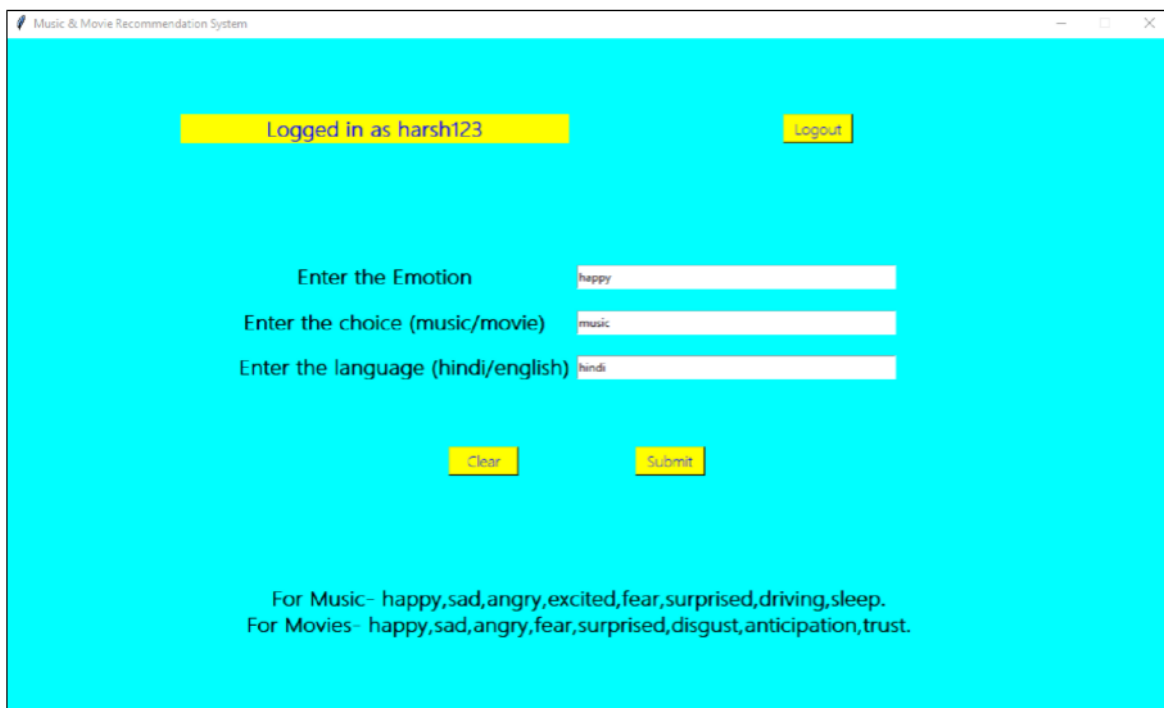 Music & Movie Recommendation System
Logged in as harsh123
Logout
Enter the Emotion
happy
Enter the choice (music/movie)
music
Enter the language (hindi/english)
hindi
Clear
Submit
For Music- happy,sad,angry,excited,fear,surprised,driving,sleep.
For Movies- happy,sad,angry,fear,surprised,disgust,anticipation,trust.